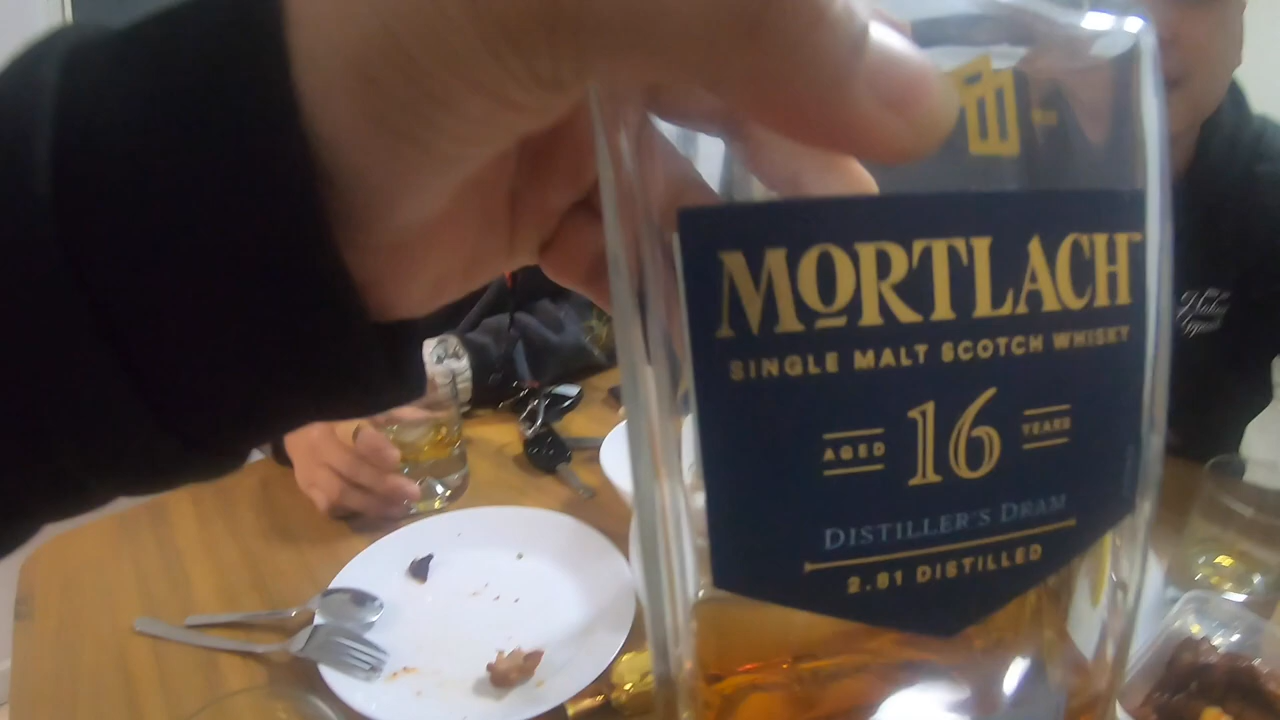 MORTLACH
SINGLE MALT SCOTCH WHISKY
AGED 16 YEARS
DISTILLER'S DRAM
2.81 DISTILLED